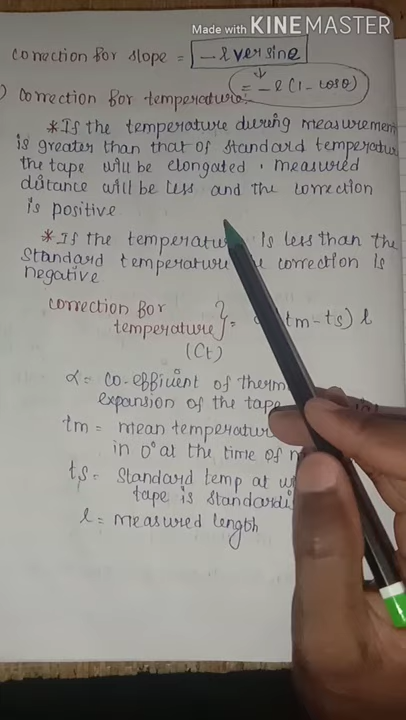 Made with KINEMASTER
correction for slope = - l versine
= - l (1 - cosθ)
) correction for temperature:-
* If the temperature during measurement
is greater than that of standard temperature
the tape will be elongated. measured
distance will be less and the correction
is positive
* If the temperature is less than the
standard temperature correction is
negative
correction for
temperature } = (tm - ts) l
(Ct)
α = co-efficient of
expansion of the tape
tm = mean
in 0° at the time of
ts = Standard temp at
tape is
l = measured length